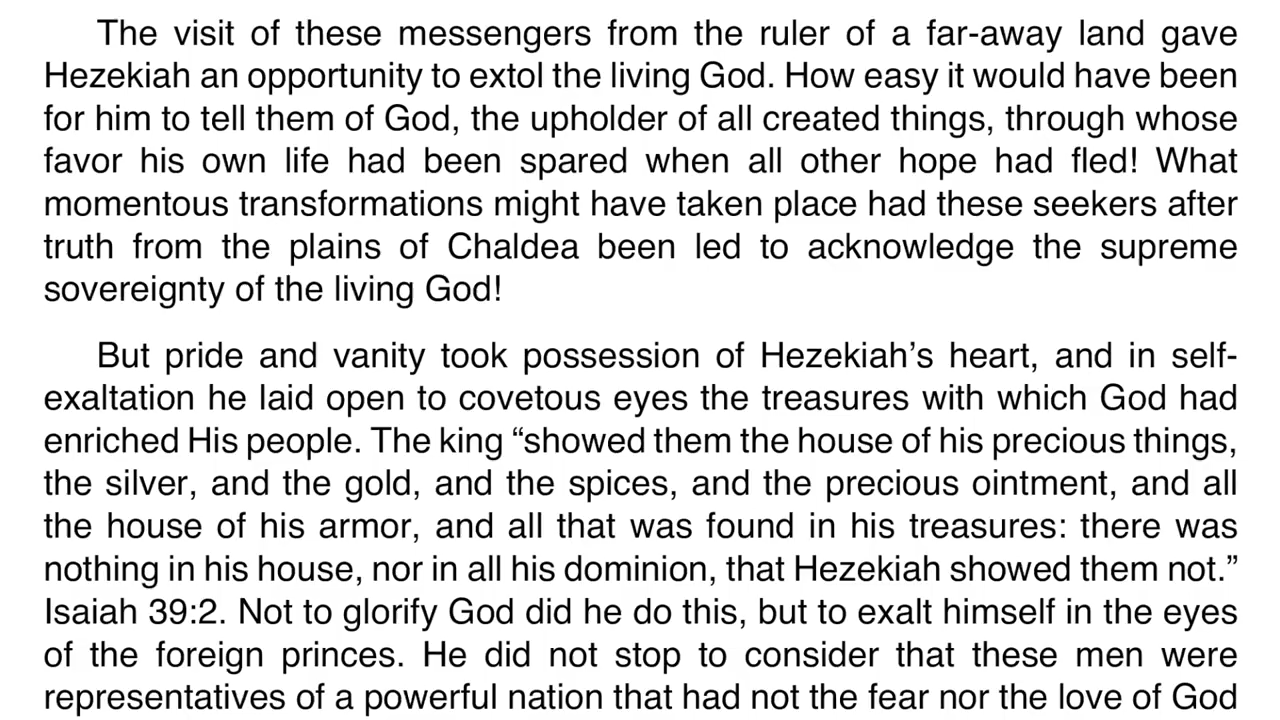 The visit of these messengers from the ruler of a far-away land gave
Hezekiah an opportunity to extol the living God. How easy it would have been
for him to tell them of God, the upholder of all created things, through whose
favor his own life had been spared when all other hope had fled! What
momentous transformations might have taken place had these seekers after
truth from the plains of Chaldea been led to acknowledge the supreme
sovereignty of the living God!
But pride and vanity took possession of Hezekiah’s heart, and in self-
exaltation he laid open to covetous eyes the treasures with which God had
enriched His people. The king “showed them the house of his precious things,
the silver, and the gold, and the spices, and the precious ointment, and all
the house of his armor, and all that was found in his treasures: there was
nothing in his house, nor in all his dominion, that Hezekiah showed them not.”
Isaiah 39:2. Not to glorify God did he do this, but to exalt himself in the eyes
of the foreign princes. He did not stop to consider that these men were
representatives of a powerful nation that had not the fear nor the love of God